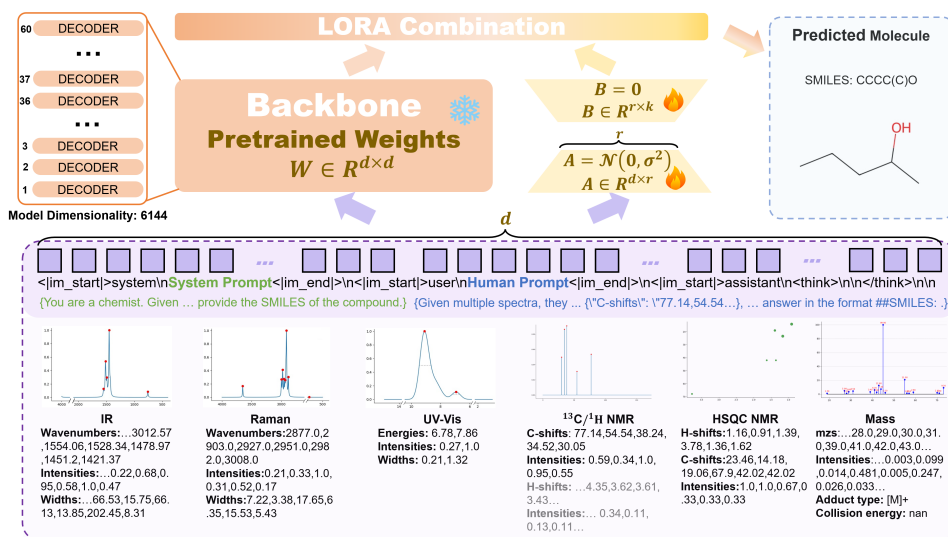 LORA Combination
60 DECODER
...
37 DECODER
36 DECODER
...
3 DECODER
2 DECODER
1 DECODER
Model Dimensionality: 6144
Backbone
Pretrained Weights
W ∈ R^{d×d}
B = 0
B ∈ R^{r×k}
r
A = 𝒩(0, σ²)
A ∈ R^{d×r}
Predicted Molecule
SMILES: CCCC(C)O
OH
d
...
...
...
<|im_start|>system\nSystem Prompt<|im_end|>\n<|im_start|>user\nHuman Prompt<|im_end|>\n<|im_start|>assistant\n<think>\n\n</think>\n\n
{You are a chemist. Given … provide the SMILES of the compound.} {Given multiple spectra, they ... {\"C-shifts\": \"77.14,54.54…}, … answer in the format ##SMILES: .}
IR
Wavenumbers:…3012.57
,1554.06,1528.34,1478.97
,1451.2,1421.37
Intensities:…0.22,0.68,0.
95,0.58,1.0,0.47
Widths:…66.53,15.75,66.
13,13.85,202.45,8.31
Raman
Wavenumbers:2877.0,2
903.0,2927.0,2951.0,298
2.0,3008.0
Intensities:0.21,0.33,1.0,
0.31,0.52,0.17
Widths:7.22,3.38,17.65,6
.35,15.53,5.43
UV-Vis
Energies: 6.78,7.86
Intensities: 0.27,1.0
Widths: 0.21,1.32
¹³C/¹H NMR
C-shifts: 77.14,54.54,38.24,
34.52,30.05
Intensities: 0.59,0.34,1.0,
0.95,0.55
H-shifts: …4.35,3.62,3.61,
3.43…
Intensities:… 0.34,0.11,
0.13,0.11…
HSQC NMR
H-shifts:1.16,0.91,1.39,
3.78,1.36,1.62
C-shifts:23.46,14.18,
19.06,67.9,42.02,42.02
Intensities:1.0,1.0,0.67,0
.33,0.33,0.33
Mass
mzs:…28.0,29.0,30.0,31.
0,39.0,41.0,42.0,43.0…
Intensities:…0.003,0.099
,0.014,0.481,0.005,0.247,
0.026,0.033…
Adduct type: [M]+
Collision energy: nan